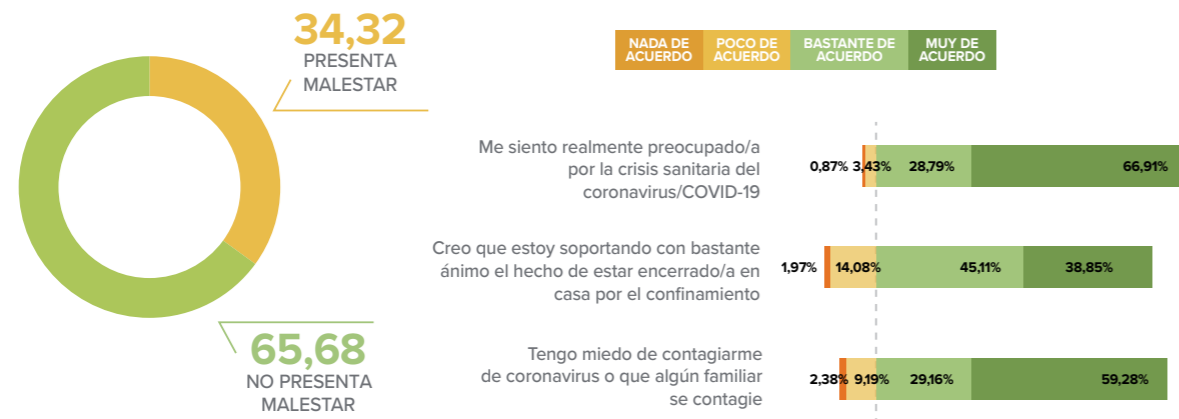 34,32
PRESENTA
MALESTAR
65,68
NO PRESENTA
MALESTAR
NADA DE
ACUERDO
POCO DE
ACUERDO
BASTANTE DE
ACUERDO
MUY DE
ACUERDO
Me siento realmente preocupado/a
por la crisis sanitaria del
coronavirus/COVID-19
0,87% 3,43% 28,79% 66,91%
Creo que estoy soportando con bastante
ánimo el hecho de estar encerrado/a en
casa por el confinamiento
1,97% 14,08% 45,11% 38,85%
Tengo miedo de contagiarme
de coronavirus o que algún familiar
se contagie
2,38% 9,19% 29,16% 59,28%